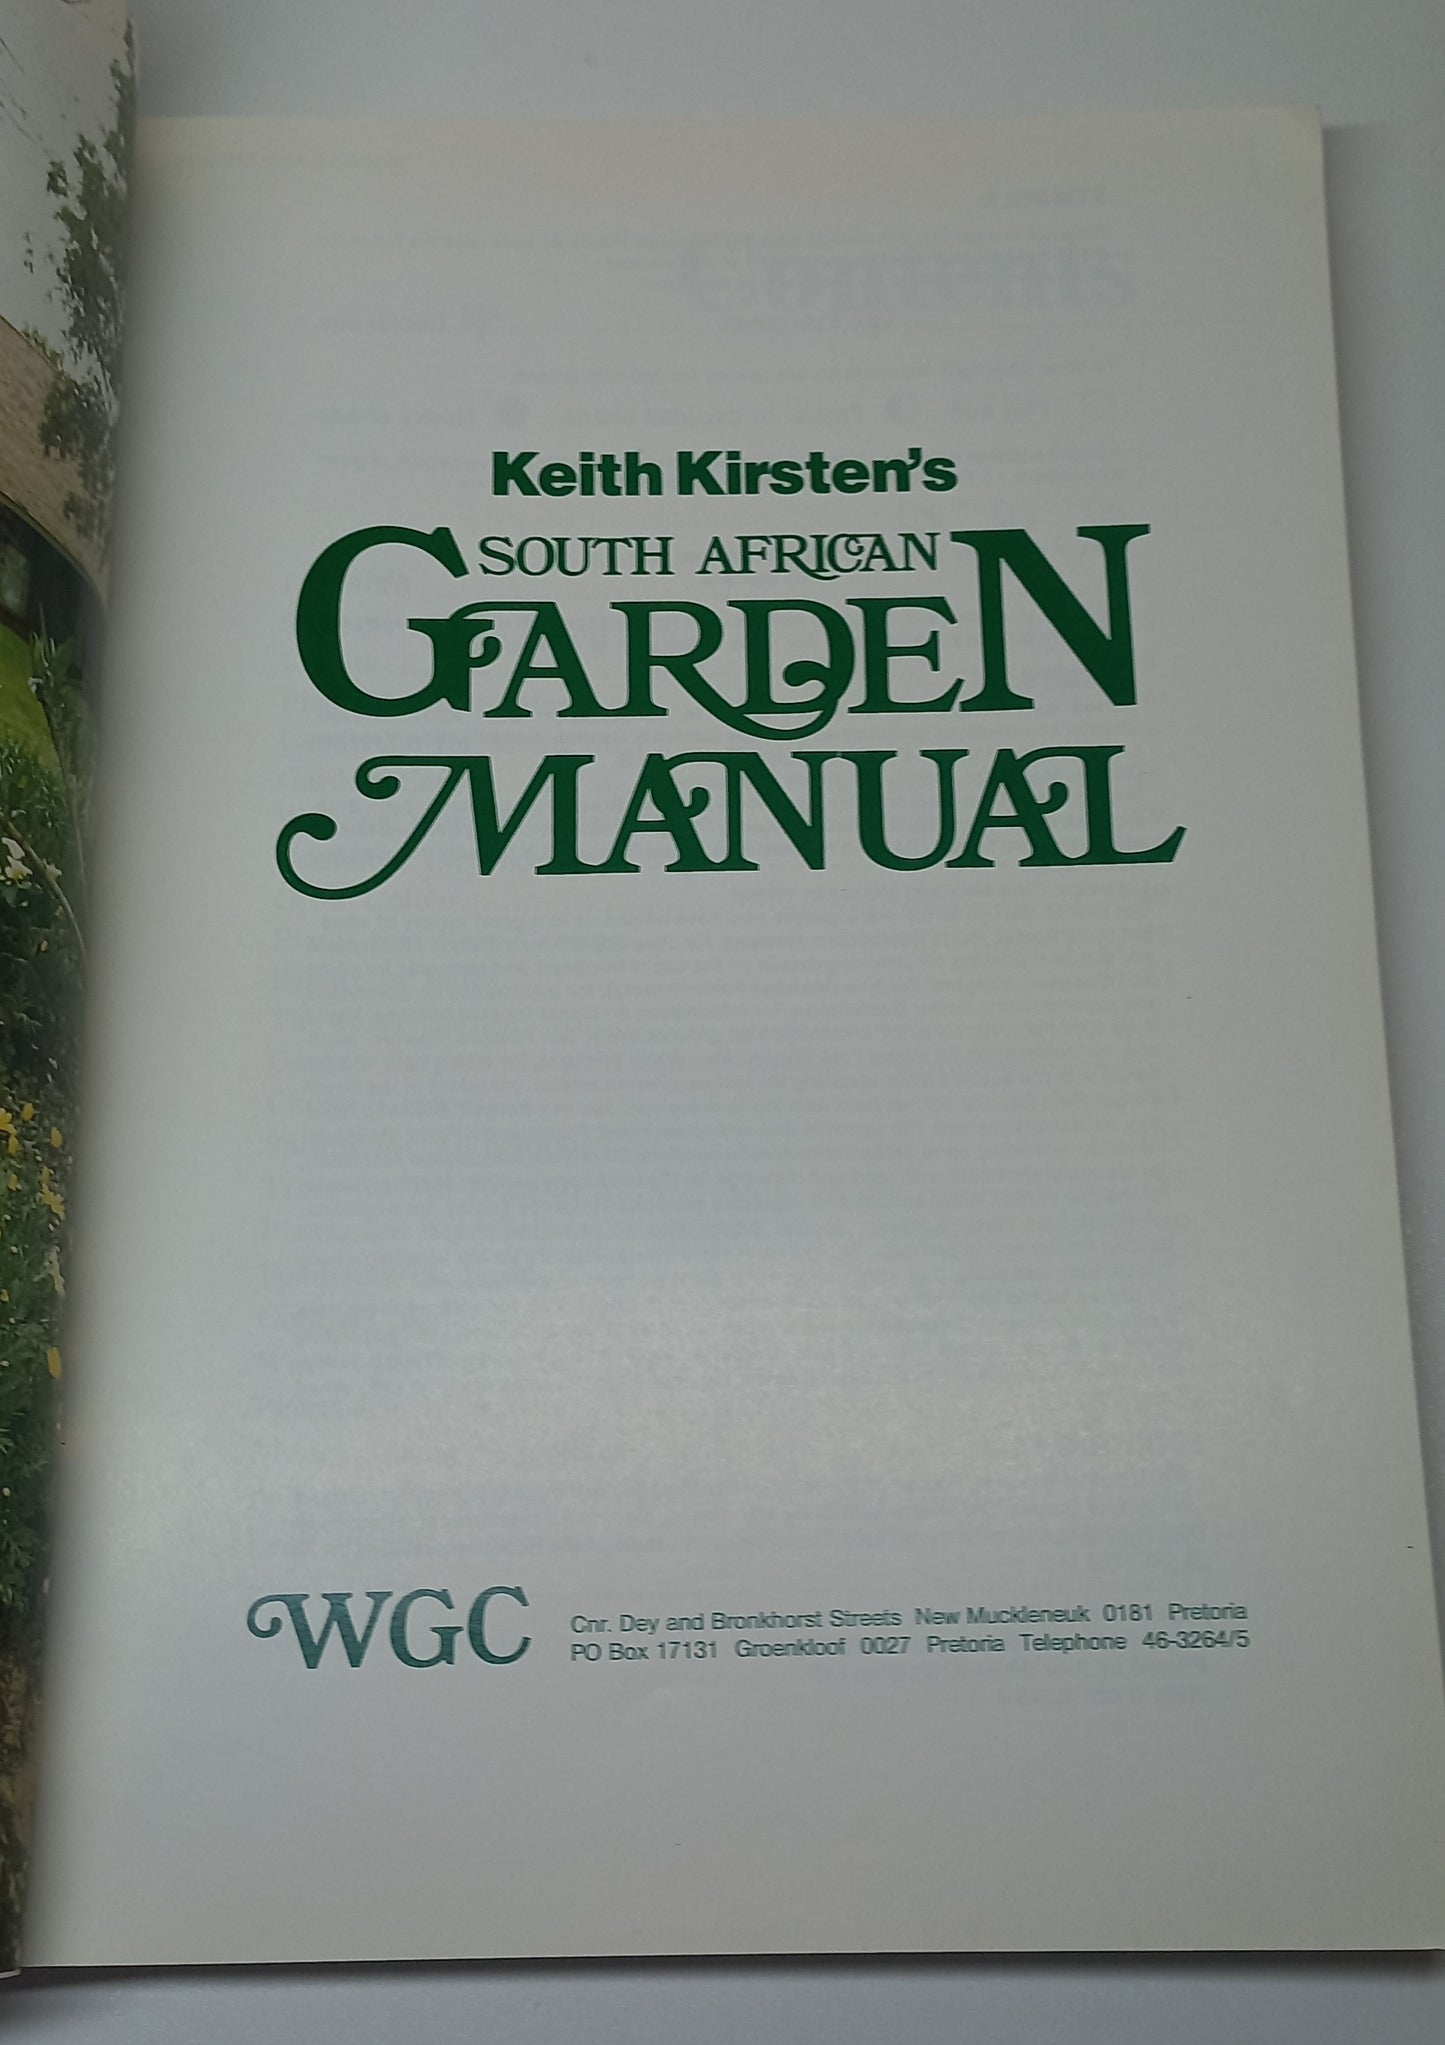 Keith Kirsten's
SOUTH AFRICAN
GARDEN
MANUAL
WGC
Cnr. Dey and Bronkhorst Streets New Muckleneuk 0181 Pretoria
PO Box 17131 Groenkloof 0027 Pretoria Telephone 46-3264/5